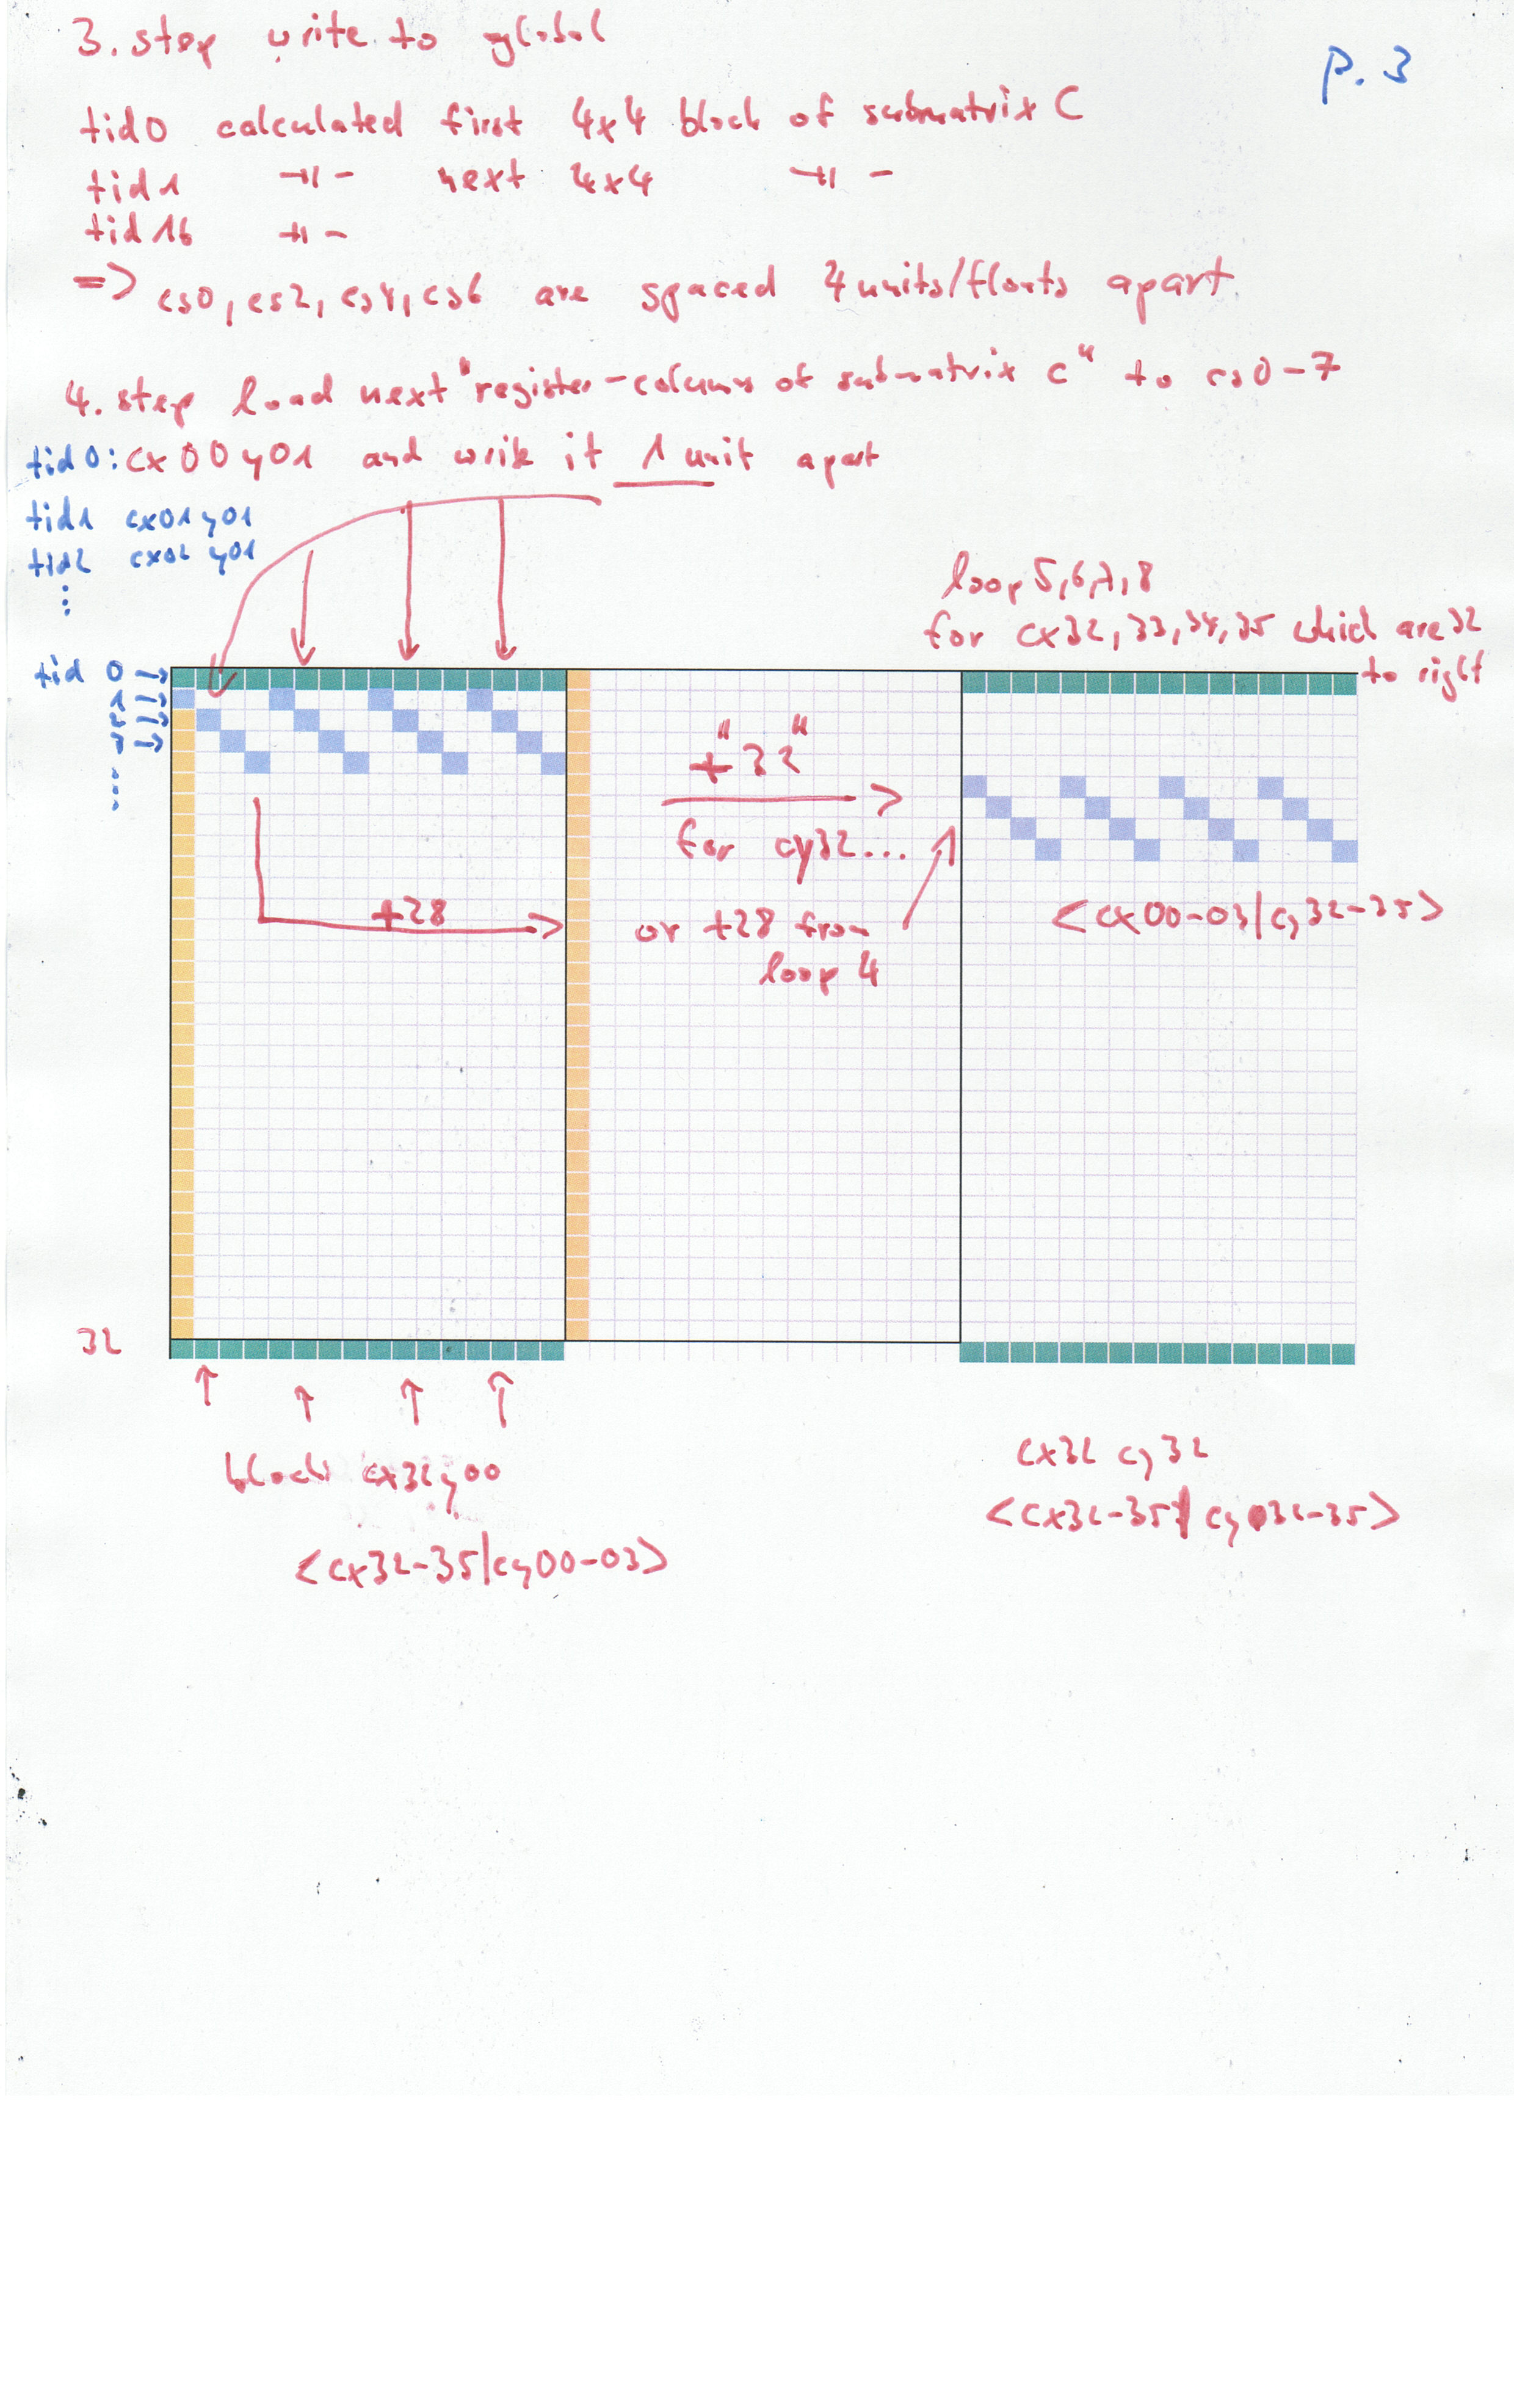 p. 3
3. step write to global
tid0 calculated first 4x4 block of submatrix C
tid1 -"- next 4x4 -"-
tid16 -"-
=> cs0, cs2, cs4, cs6 are spaced 4 units/floats apart
4. step load next "register-column of submatrix c" to cs0-7
tid0: cx00y01 and write it 1 unit apart
tid1 cx01y01
tid2 cx02y01
⋮
loop 5,6,7,8
for cx32,33,34,35 which are 32
to right
tid 0 →
1 →
2 →
3 →
⋮
+"32"
for cy32...
+28
or +28 from
loop 4
<cx00-03|cy32-35>
32
block cx32y00
<cx32-35|cy00-03>
cx32 cy32
<cx32-35|cy32-35>